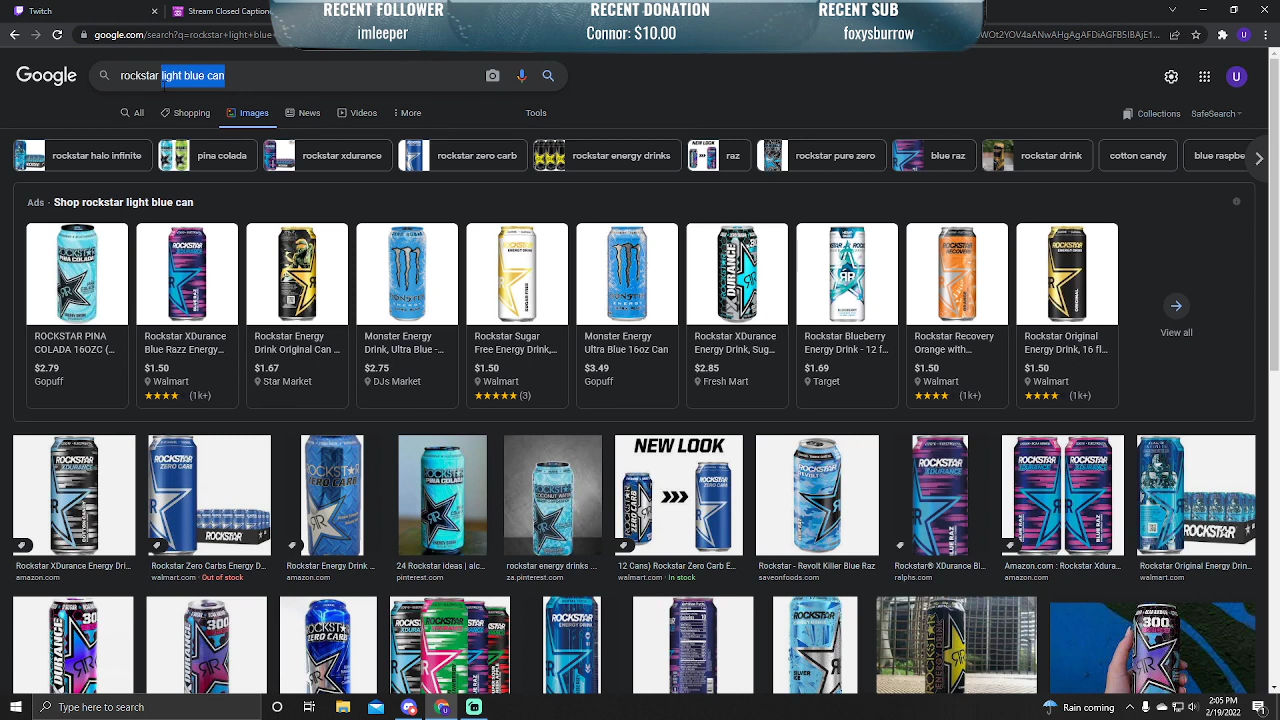 Twitch
Stream Closed Caption
RECENT FOLLOWER
imleeper
RECENT DONATION
Connor: $10.00
RECENT SUB
foxysburrow
google.com/search?q=rockstar+light+blue+
Google
rockstar light blue can
All
Shopping
Images
News
Videos
More
Tools
Collections
SafeSearch
rockstar halo infinite
pina colada
rockstar xdurance
rockstar zero carb
rockstar energy drinks
raz
rockstar pure zero
blue raz
rockstar drink
cotton candy
blue rasp
Ads · Shop rockstar light blue can
ROCKSTAR PINA
COLADA 16OZC (...
$2.79
Gopuff
Rockstar XDurance
Blue Razz Energy...
$1.50
Walmart
(1k+)
Rockstar Energy
Drink Original Can ...
$1.67
Star Market
Monster Energy
Drink, Ultra Blue -...
$2.75
DJs Market
Rockstar Sugar
Free Energy Drink,...
$1.50
Walmart
(3)
Monster Energy
Ultra Blue 16oz Can
$3.49
Gopuff
Rockstar XDurance
Energy Drink, Sug...
$2.85
Fresh Mart
Rockstar Blueberry
Energy Drink - 12 f...
$1.69
Target
Rockstar Recovery
Orange with...
$1.50
Walmart
(1k+)
Rockstar Original
Energy Drink, 16 fl...
$1.50
Walmart
(1k+)
View all
NEW LOOK
Rockstar XDurance Energy Dri...
amazon.com
Rockstar Zero Carb Energy D...
walmart.com · Out of stock
Rockstar Energy Drink...
amazon.com
24 Rockstar ideas | alc...
pinterest.com
rockstar energy drinks ...
za.pinterest.com
12 Cans) Rockstar Zero Carb E...
walmart.com · In stock
Rockstar - Revolt Killer Blue Raz
saveonfoods.com
Rockstar® XDurance Bl...
ralphs.com
Amazon.com : Rockstar Xdura...
amazon.com
Rockstar Original Energy Drin...
walmart.com
Type here to search
Rain coming
2:05 PM
2/19/2022